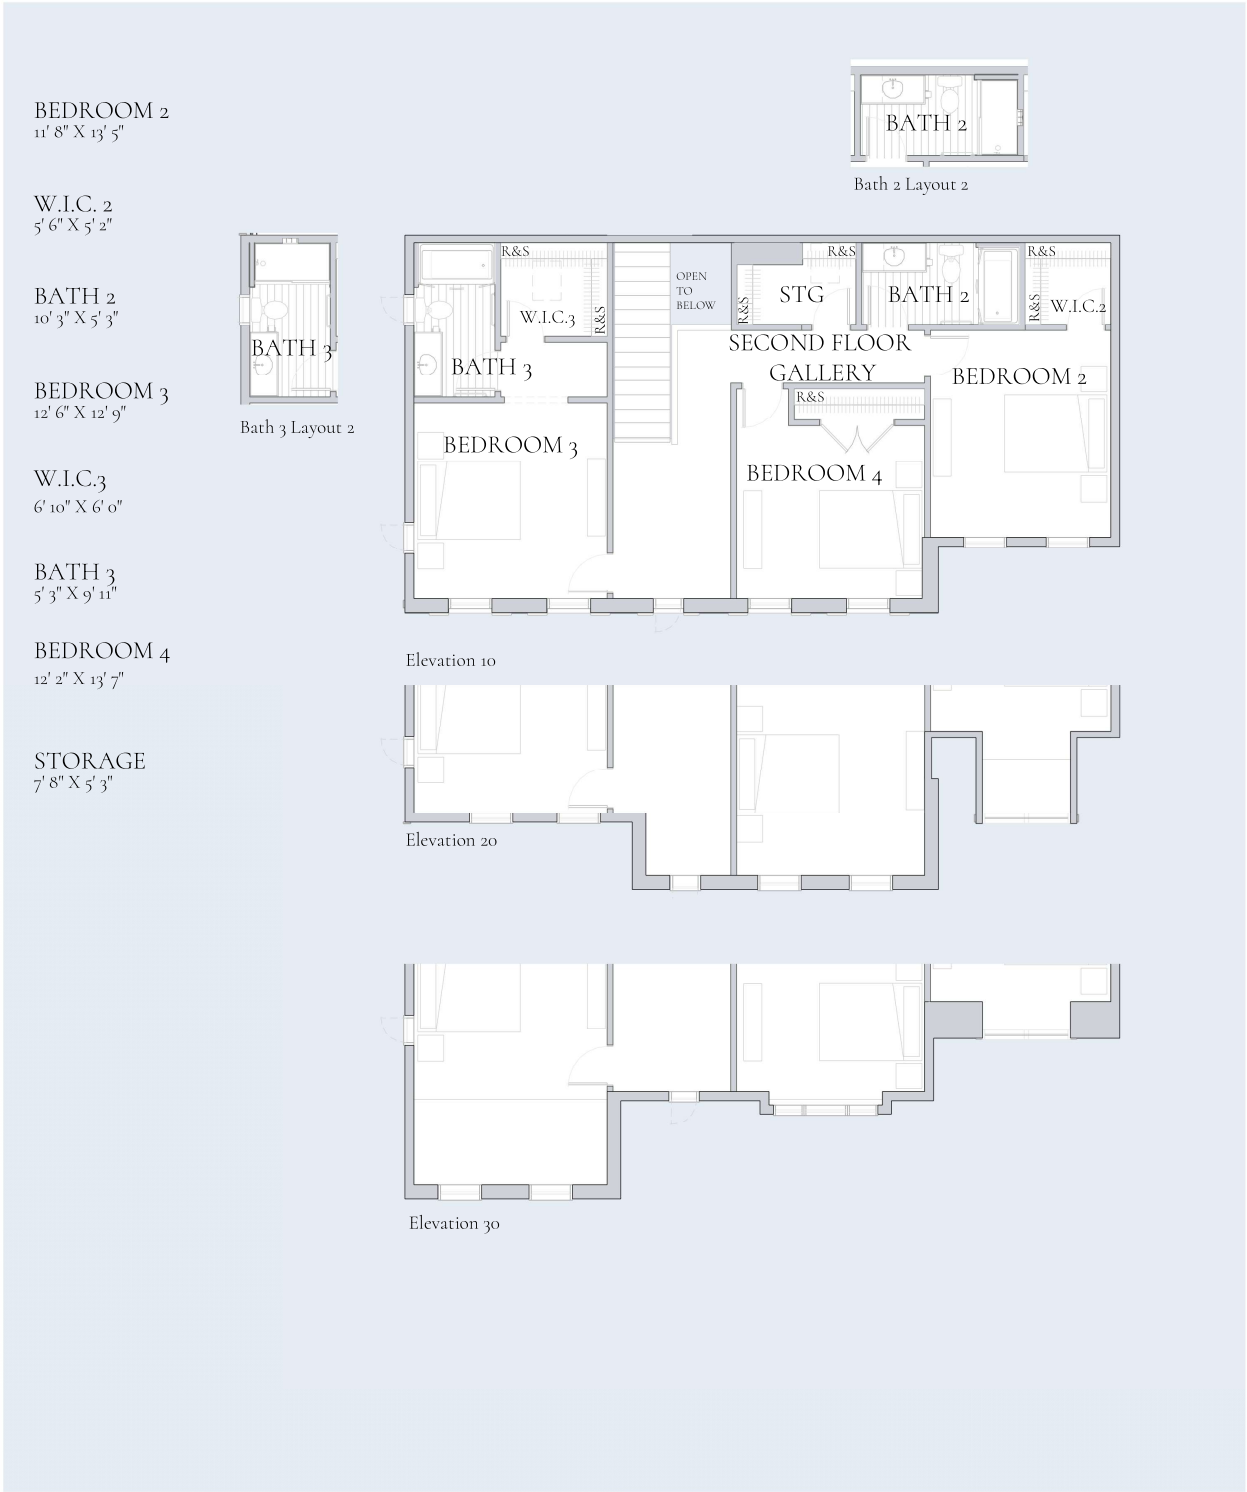 BEDROOM 2
11' 8" X 13' 5"
W.I.C. 2
5' 6" X 5' 2"
BATH 2
10' 3" X 5' 3"
BEDROOM 3
12' 6" X 12' 9"
W.I.C.3
6' 10" X 6' 0"
BATH 3
5' 3" X 9' 11"
BEDROOM 4
12' 2" X 13' 7"
STORAGE
7' 8" X 5' 3"
BATH 2
Bath 2 Layout 2
BATH 3
Bath 3 Layout 2
R&S
R&S
W.I.C.3
BATH 3
OPEN
TO
BELOW
R&S
R&S
STG
BATH 2
R&S
R&S
W.I.C.2
SECOND FLOOR
GALLERY
BEDROOM 2
R&S
BEDROOM 3
BEDROOM 4
Elevation 10
Elevation 20
Elevation 30